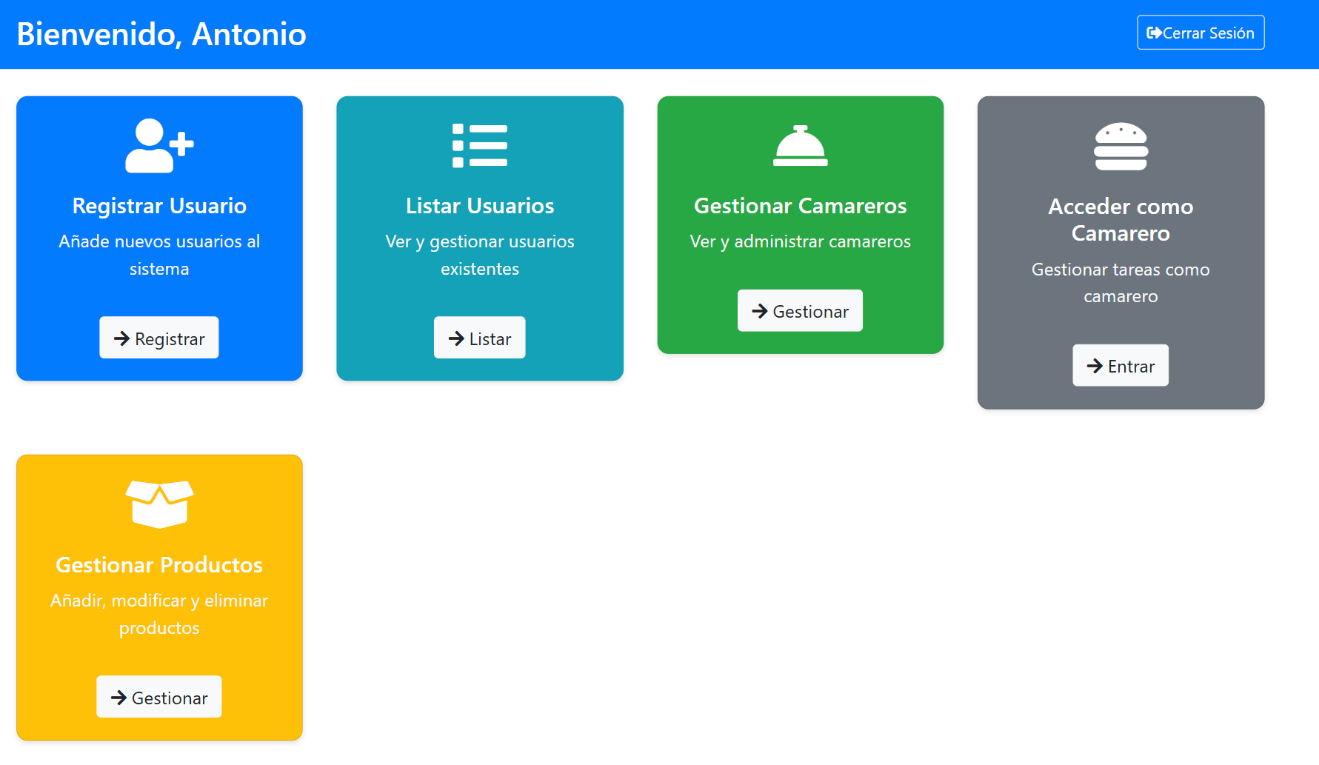 Bienvenido, Antonio
Cerrar Sesión
Registrar Usuario
Añade nuevos usuarios al
sistema
Registrar
Listar Usuarios
Ver y gestionar usuarios
existentes
Listar
Gestionar Camareros
Ver y administrar camareros
Gestionar
Acceder como
Camarero
Gestionar tareas como
camarero
Entrar
Gestionar Productos
Añadir, modificar y eliminar
productos
Gestionar